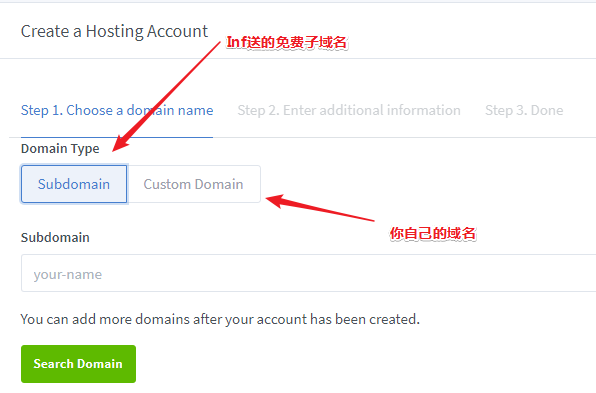 Create a Hosting Account
Inf送的免费子域名
Step 1. Choose a domain name Step 2. Enter additional information Step 3. Done
Domain Type
Subdomain Custom Domain
你自己的域名
Subdomain
your-name
You can add more domains after your account has been created.
Search Domain